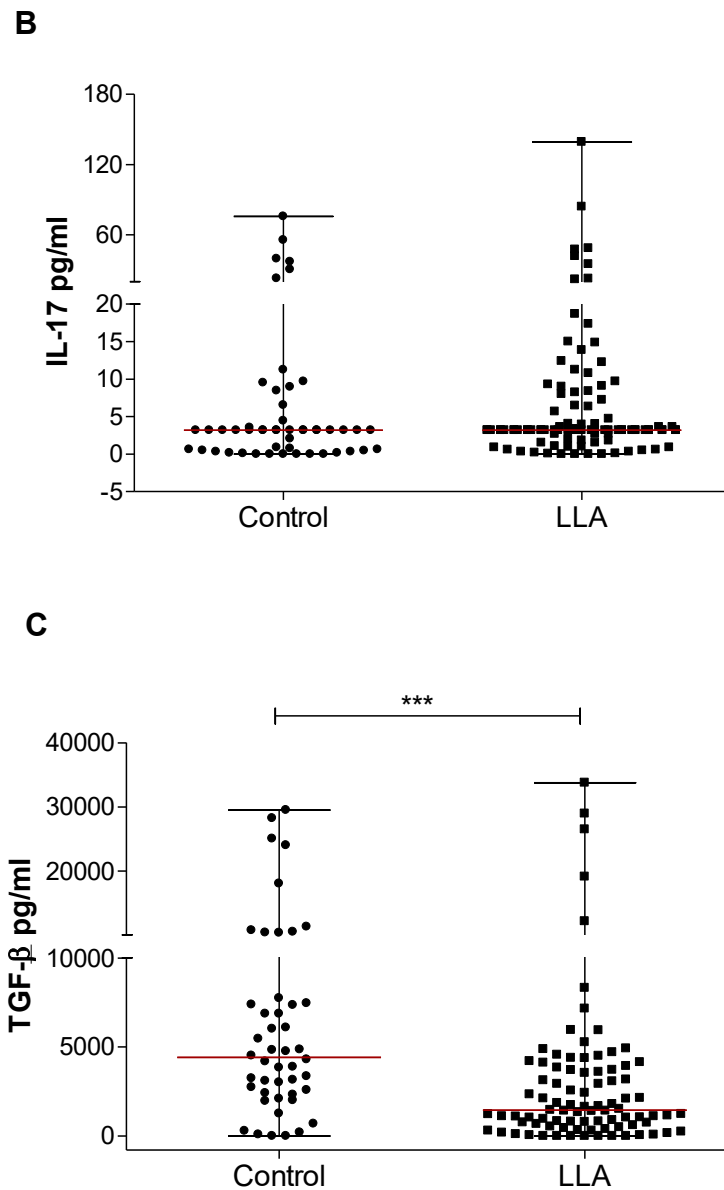 B
180
120
60
20
15
10
5
0
-5
IL-17 pg/ml
Control LLA
C
***
40000
30000
20000
10000
5000
0
TGF-β pg/ml
Control LLA